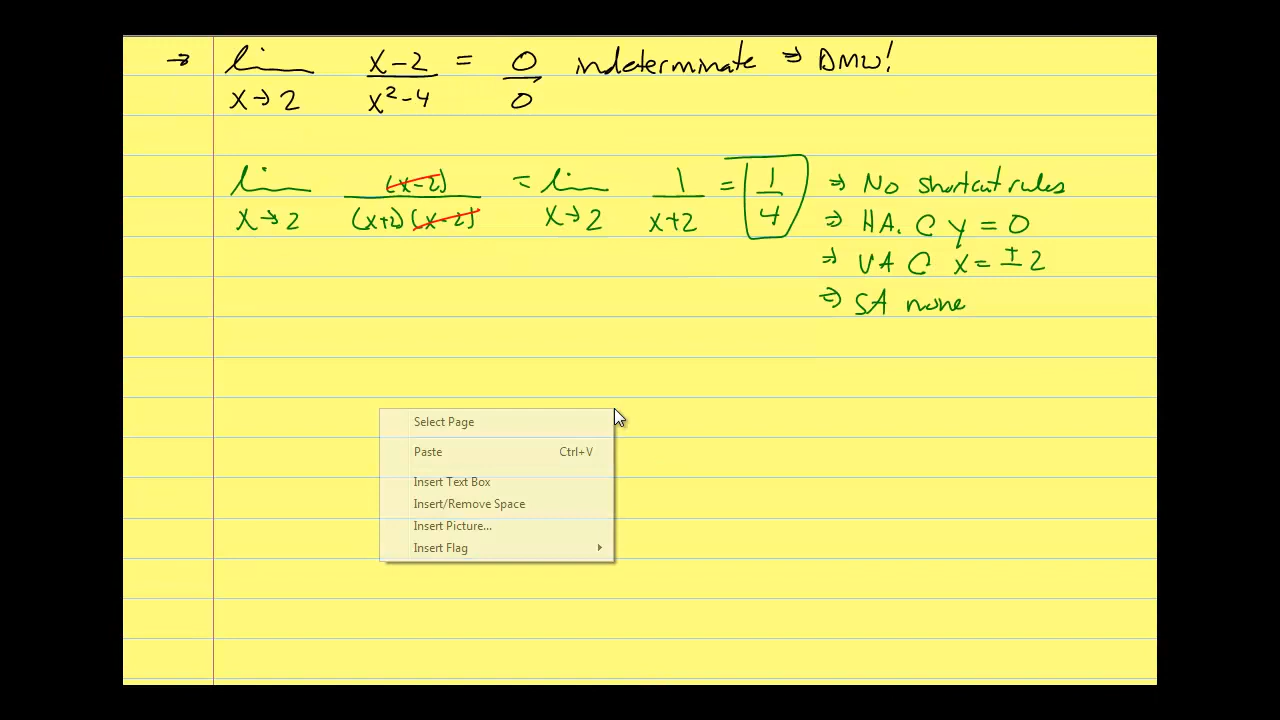 → lim x→2 x-2/x²-4 = 0/0 indeterminate ⇒ DMW!
lim x→2 (x-2)/(x+2)(x-2) = lim x→2 1/x+2 = 1/4 ⇒ No shortcut rules
⇒ HA. @ y = 0
⇒ VA @ x = ±2
⇒ SA none
Select Page
Paste Ctrl+V
Insert Text Box
Insert/Remove Space
Insert Picture...
Insert Flag